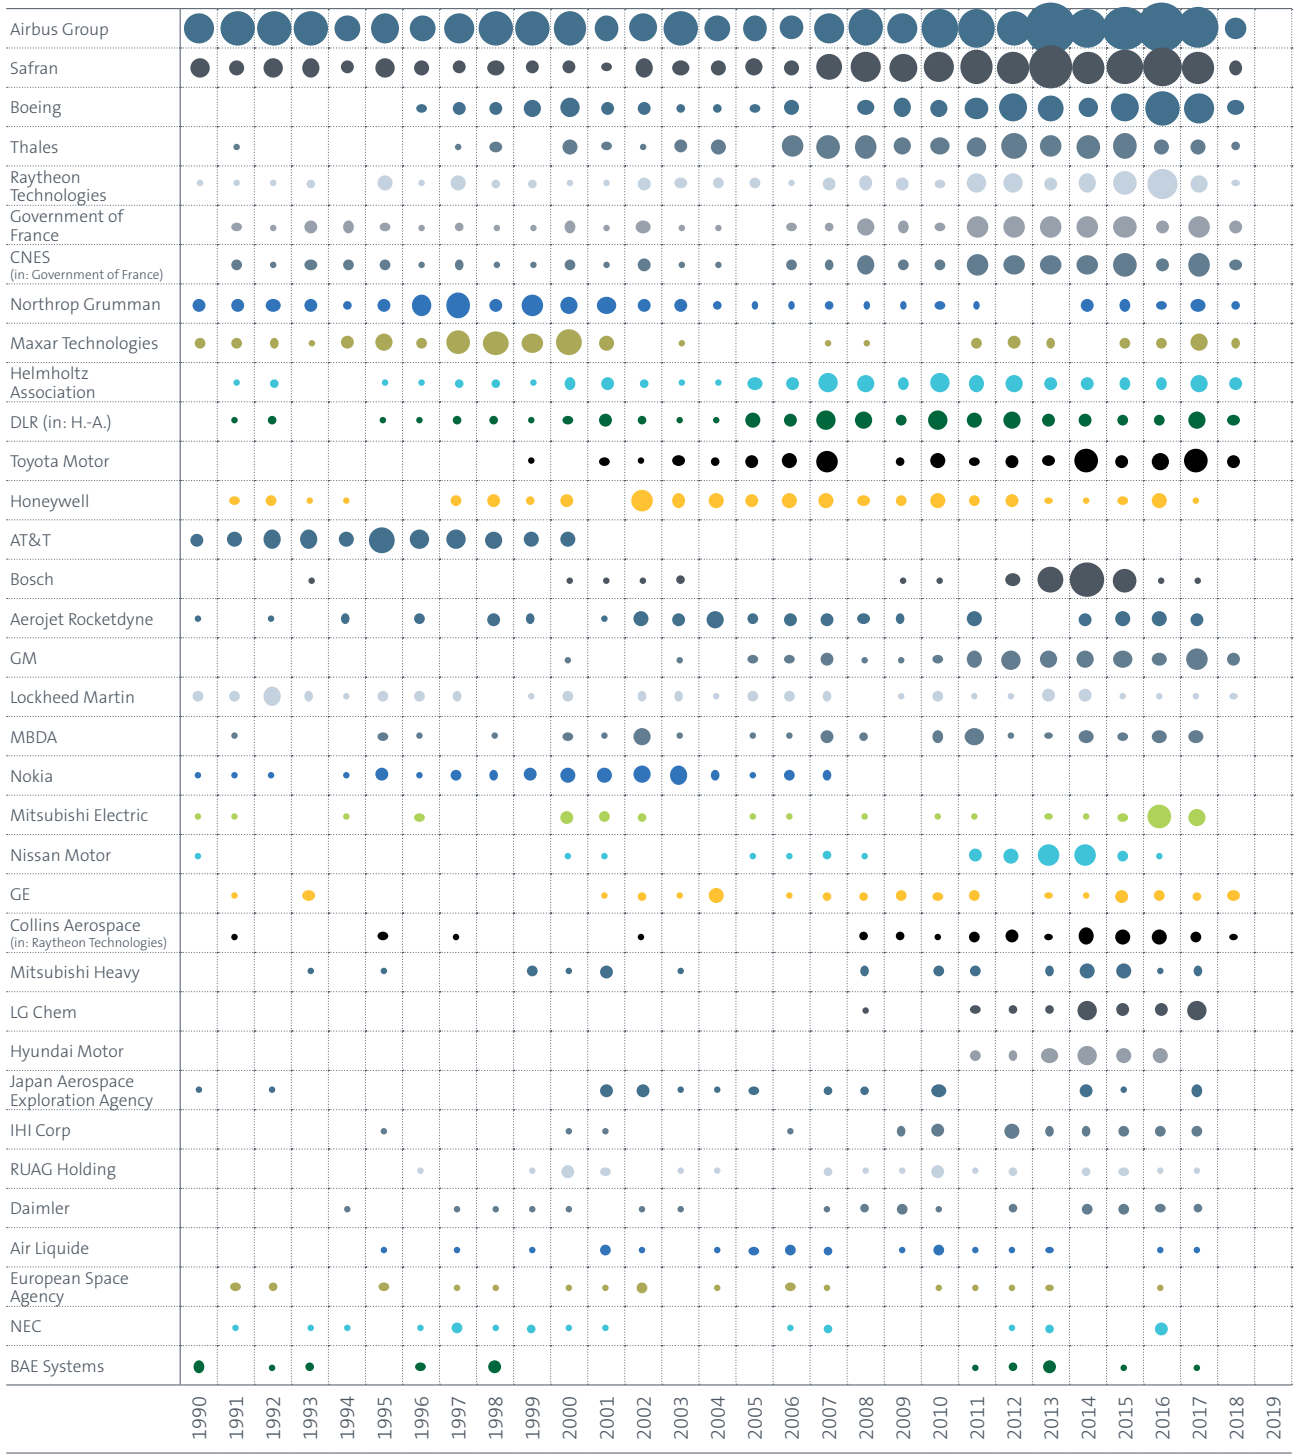 Airbus Group
Safran
Boeing
Thales
Raytheon
Technologies
Government of
France
CNES
(in: Government of France)
Northrop Grumman
Maxar Technologies
Helmholtz
Association
DLR (in: H.-A.)
Toyota Motor
Honeywell
AT&T
Bosch
Aerojet Rocketdyne
GM
Lockheed Martin
MBDA
Nokia
Mitsubishi Electric
Nissan Motor
GE
Collins Aerospace
(in: Raytheon Technologies)
Mitsubishi Heavy
LG Chem
Hyundai Motor
Japan Aerospace
Exploration Agency
IHI Corp
RUAG Holding
Daimler
Air Liquide
European Space
Agency
NEC
BAE Systems
1990
1991
1992
1993
1994
1995
1996
1997
1998
1999
2000
2001
2002
2003
2004
2005
2006
2007
2008
2009
2010
2011
2012
2013
2014
2015
2016
2017
2018
2019